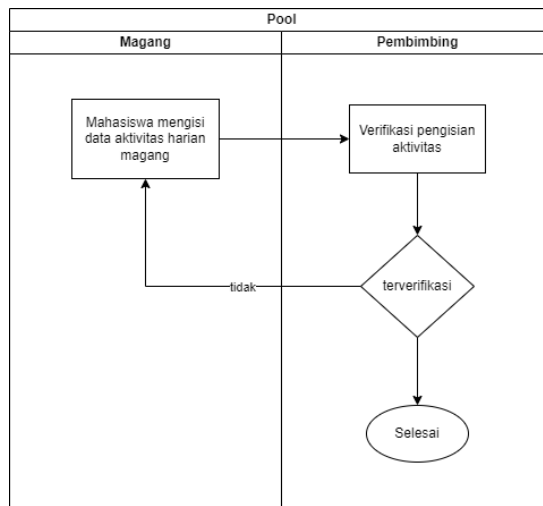 Pool
Magang
Pembimbing
Mahasiswa mengisi
data aktivitas harian
magang
Verifikasi pengisian
aktivitas
terverifikasi
tidak
Selesai